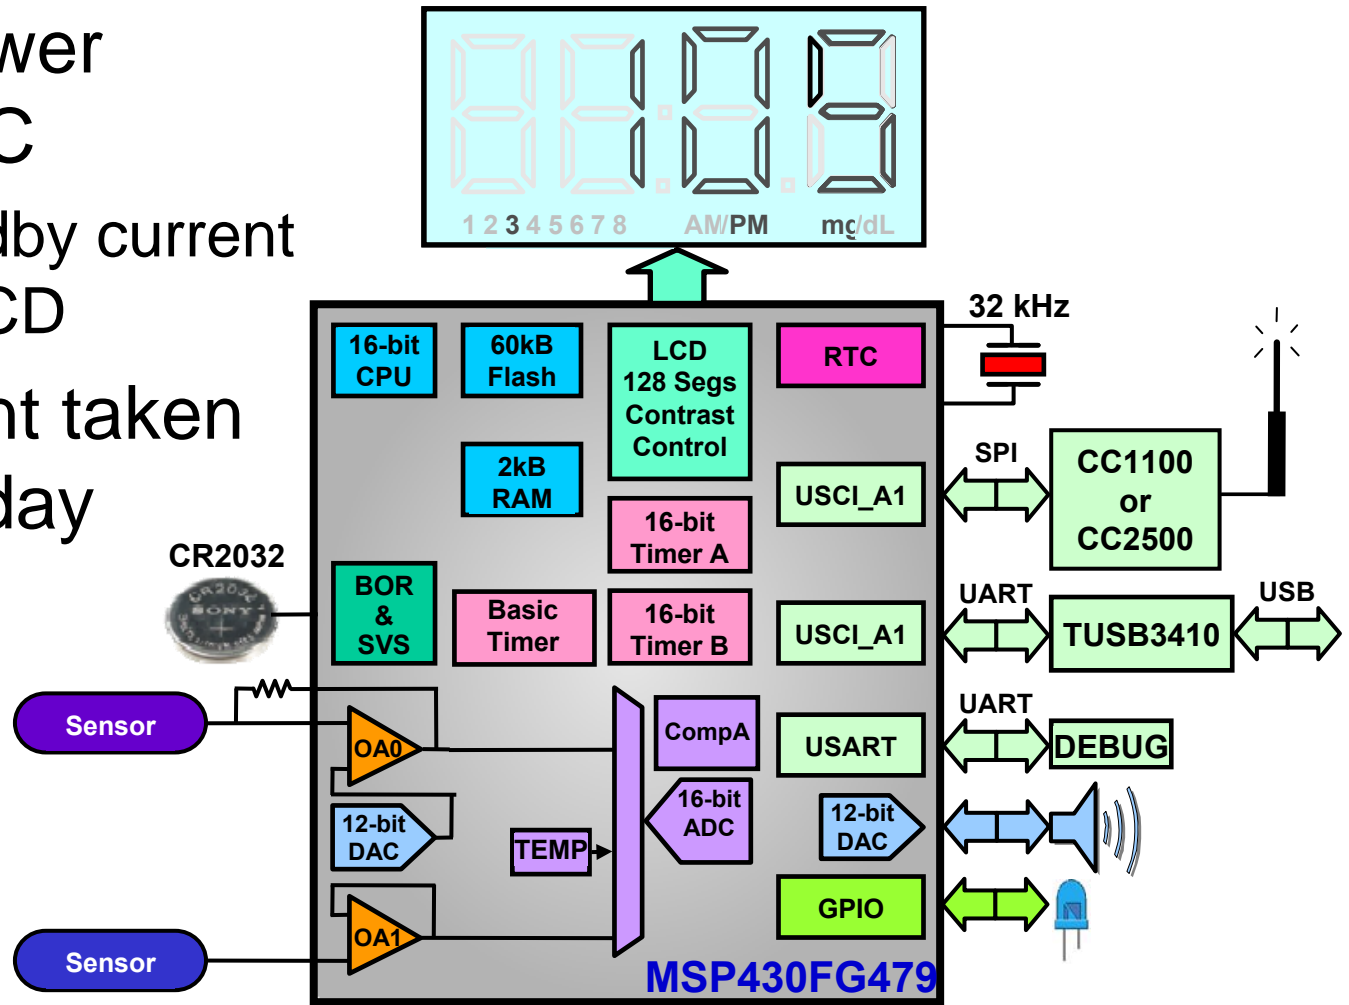 wer
C
dby current
CD
nt taken
day
1 2 3 4 5 6 7 8 AM/PM mg/dL
32 kHz
16-bit
CPU
60kB
Flash
LCD
128 Segs
Contrast
Control
RTC
2kB
RAM
USCI_A1
SPI
CC1100
or
CC2500
16-bit
Timer A
CR2032
CR2032
SONY
BOR
&
SVS
Basic
Timer
16-bit
Timer B
USCI_A1
UART
TUSB3410
USB
Sensor
OA0
CompA
USART
UART
DEBUG
12-bit
DAC
TEMP
16-bit
ADC
12-bit
DAC
GPIO
Sensor
OA1
MSP430FG479